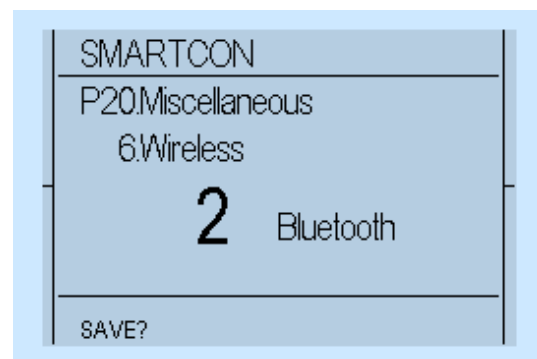 SMARTCON
P20.Miscellaneous
6.Wireless
2 Bluetooth
SAVE?